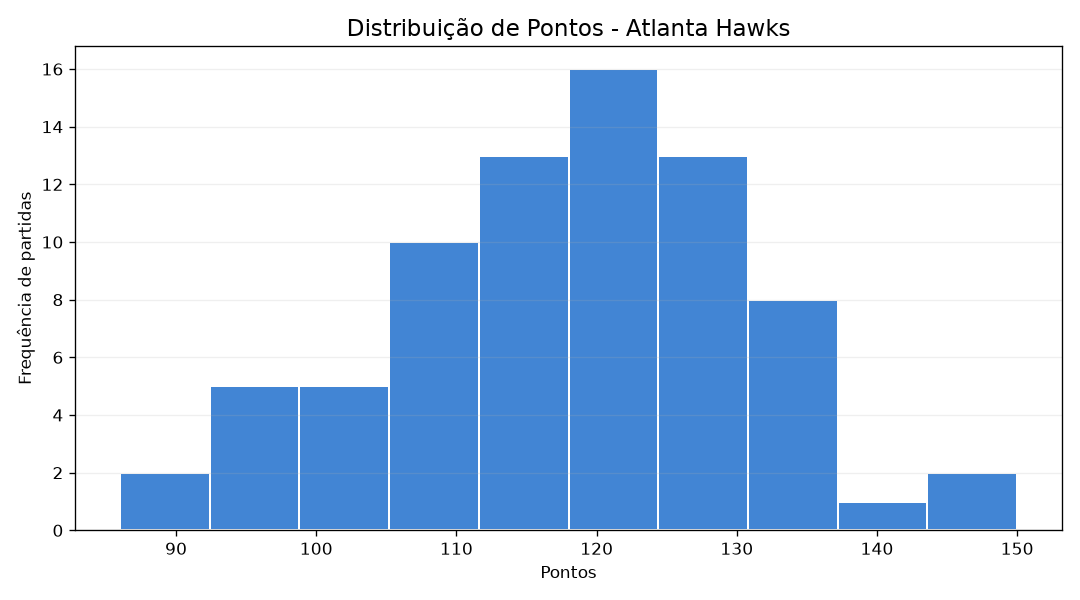 Distribuição de Pontos - Atlanta Hawks
Frequência de partidas
16
14
12
10
8
6
4
2
0
90 100 110 120 130 140 150
Pontos